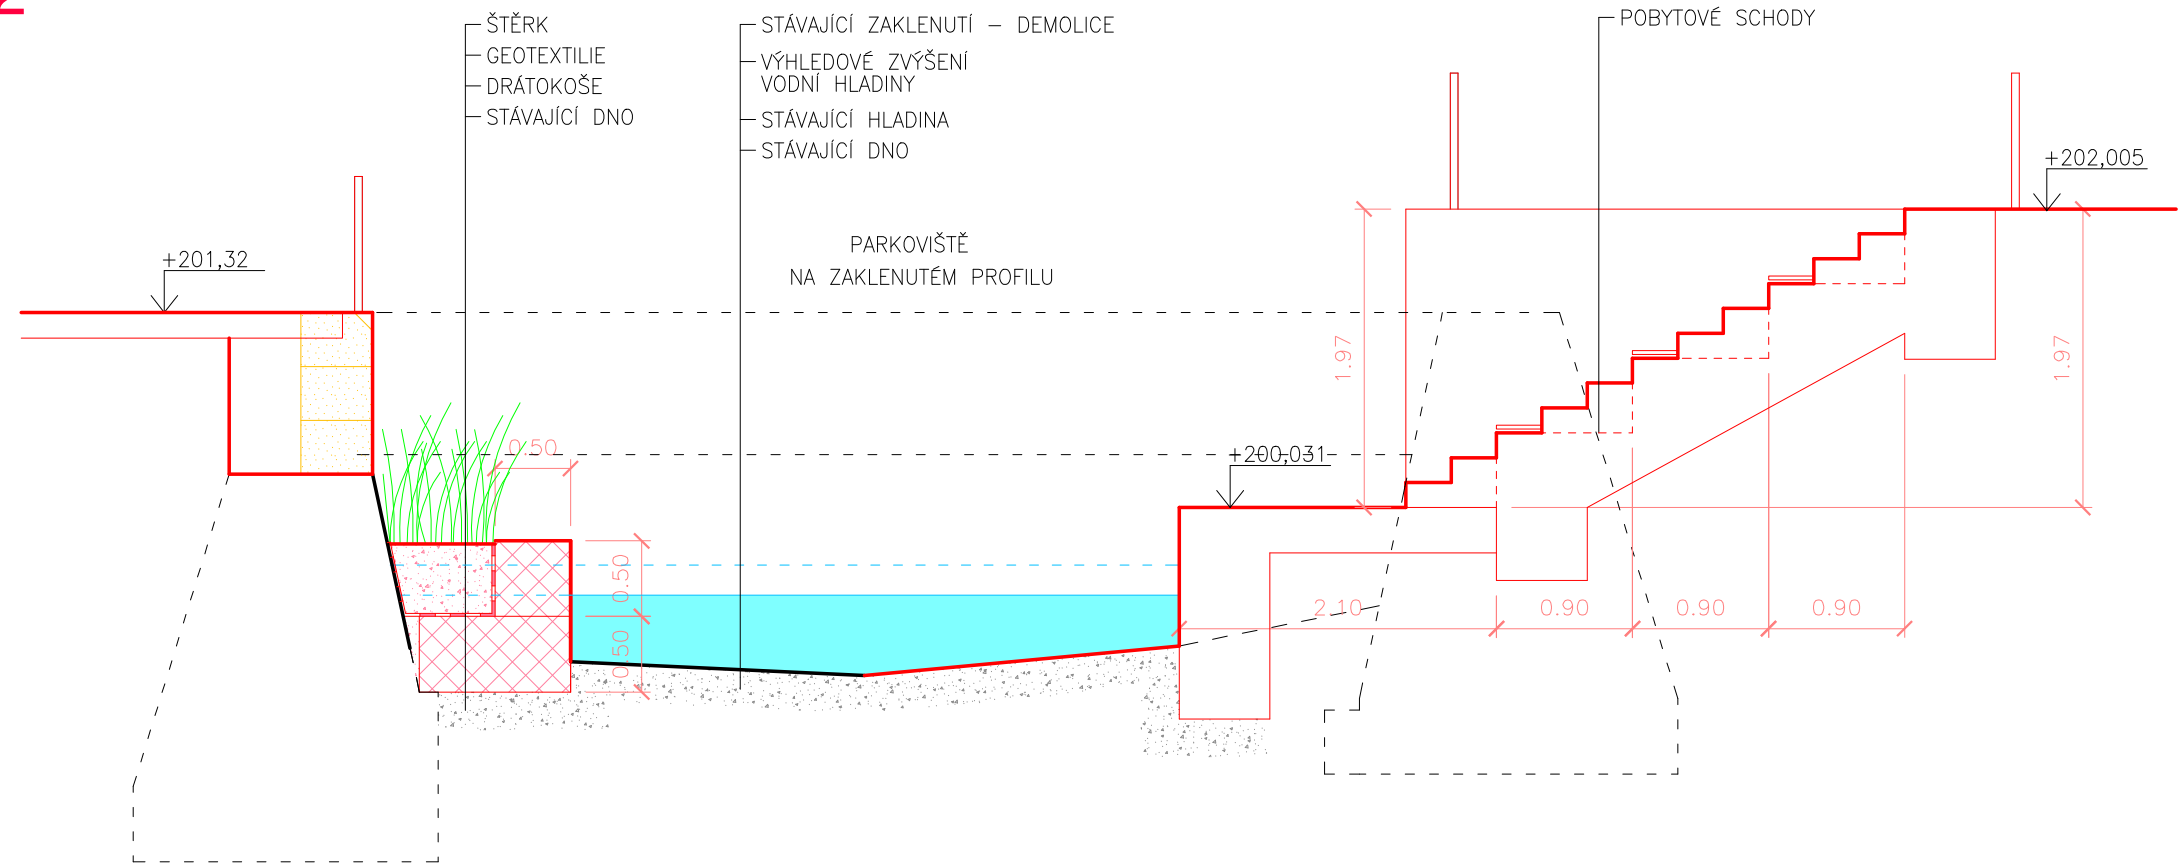 ŠTĚRK
GEOTEXTILIE
DRÁTOKOŠE
STÁVAJÍCÍ DNO
STÁVAJÍCÍ ZAKLENUTÍ – DEMOLICE
VÝHLEDOVÉ ZVÝŠENÍ
VODNÍ HLADINY
STÁVAJÍCÍ HLADINA
STÁVAJÍCÍ DNO
POBYTOVÉ SCHODY
+202,005
PARKOVIŠTĚ
NA ZAKLENUTÉM PROFILU
+201,32
1.97
1.97
0.50
+200,031
0.50
0.50
2.10
0.90
0.90
0.90